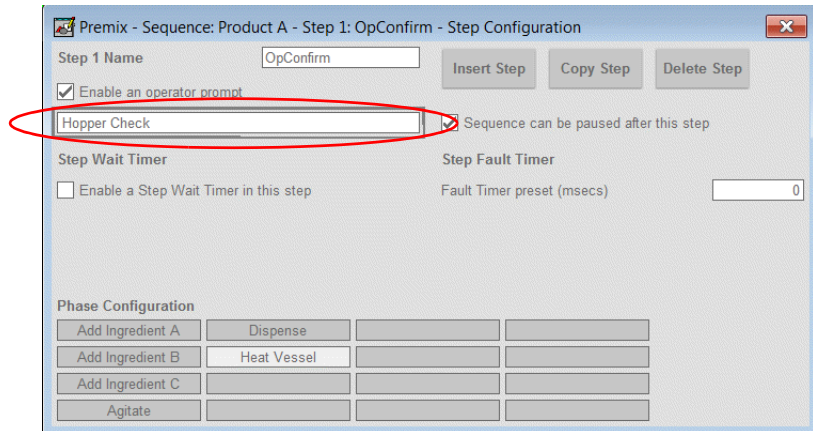 Premix - Sequence: Product A - Step 1: OpConfirm - Step Configuration
Step 1 Name OpConfirm Insert Step Copy Step Delete Step
Enable an operator prompt
Hopper Check Sequence can be paused after this step
Step Wait Timer Step Fault Timer
Enable a Step Wait Timer in this step Fault Timer preset (msecs) 0
Phase Configuration
Add Ingredient A Dispense
Add Ingredient B Heat Vessel
Add Ingredient C
Agitate